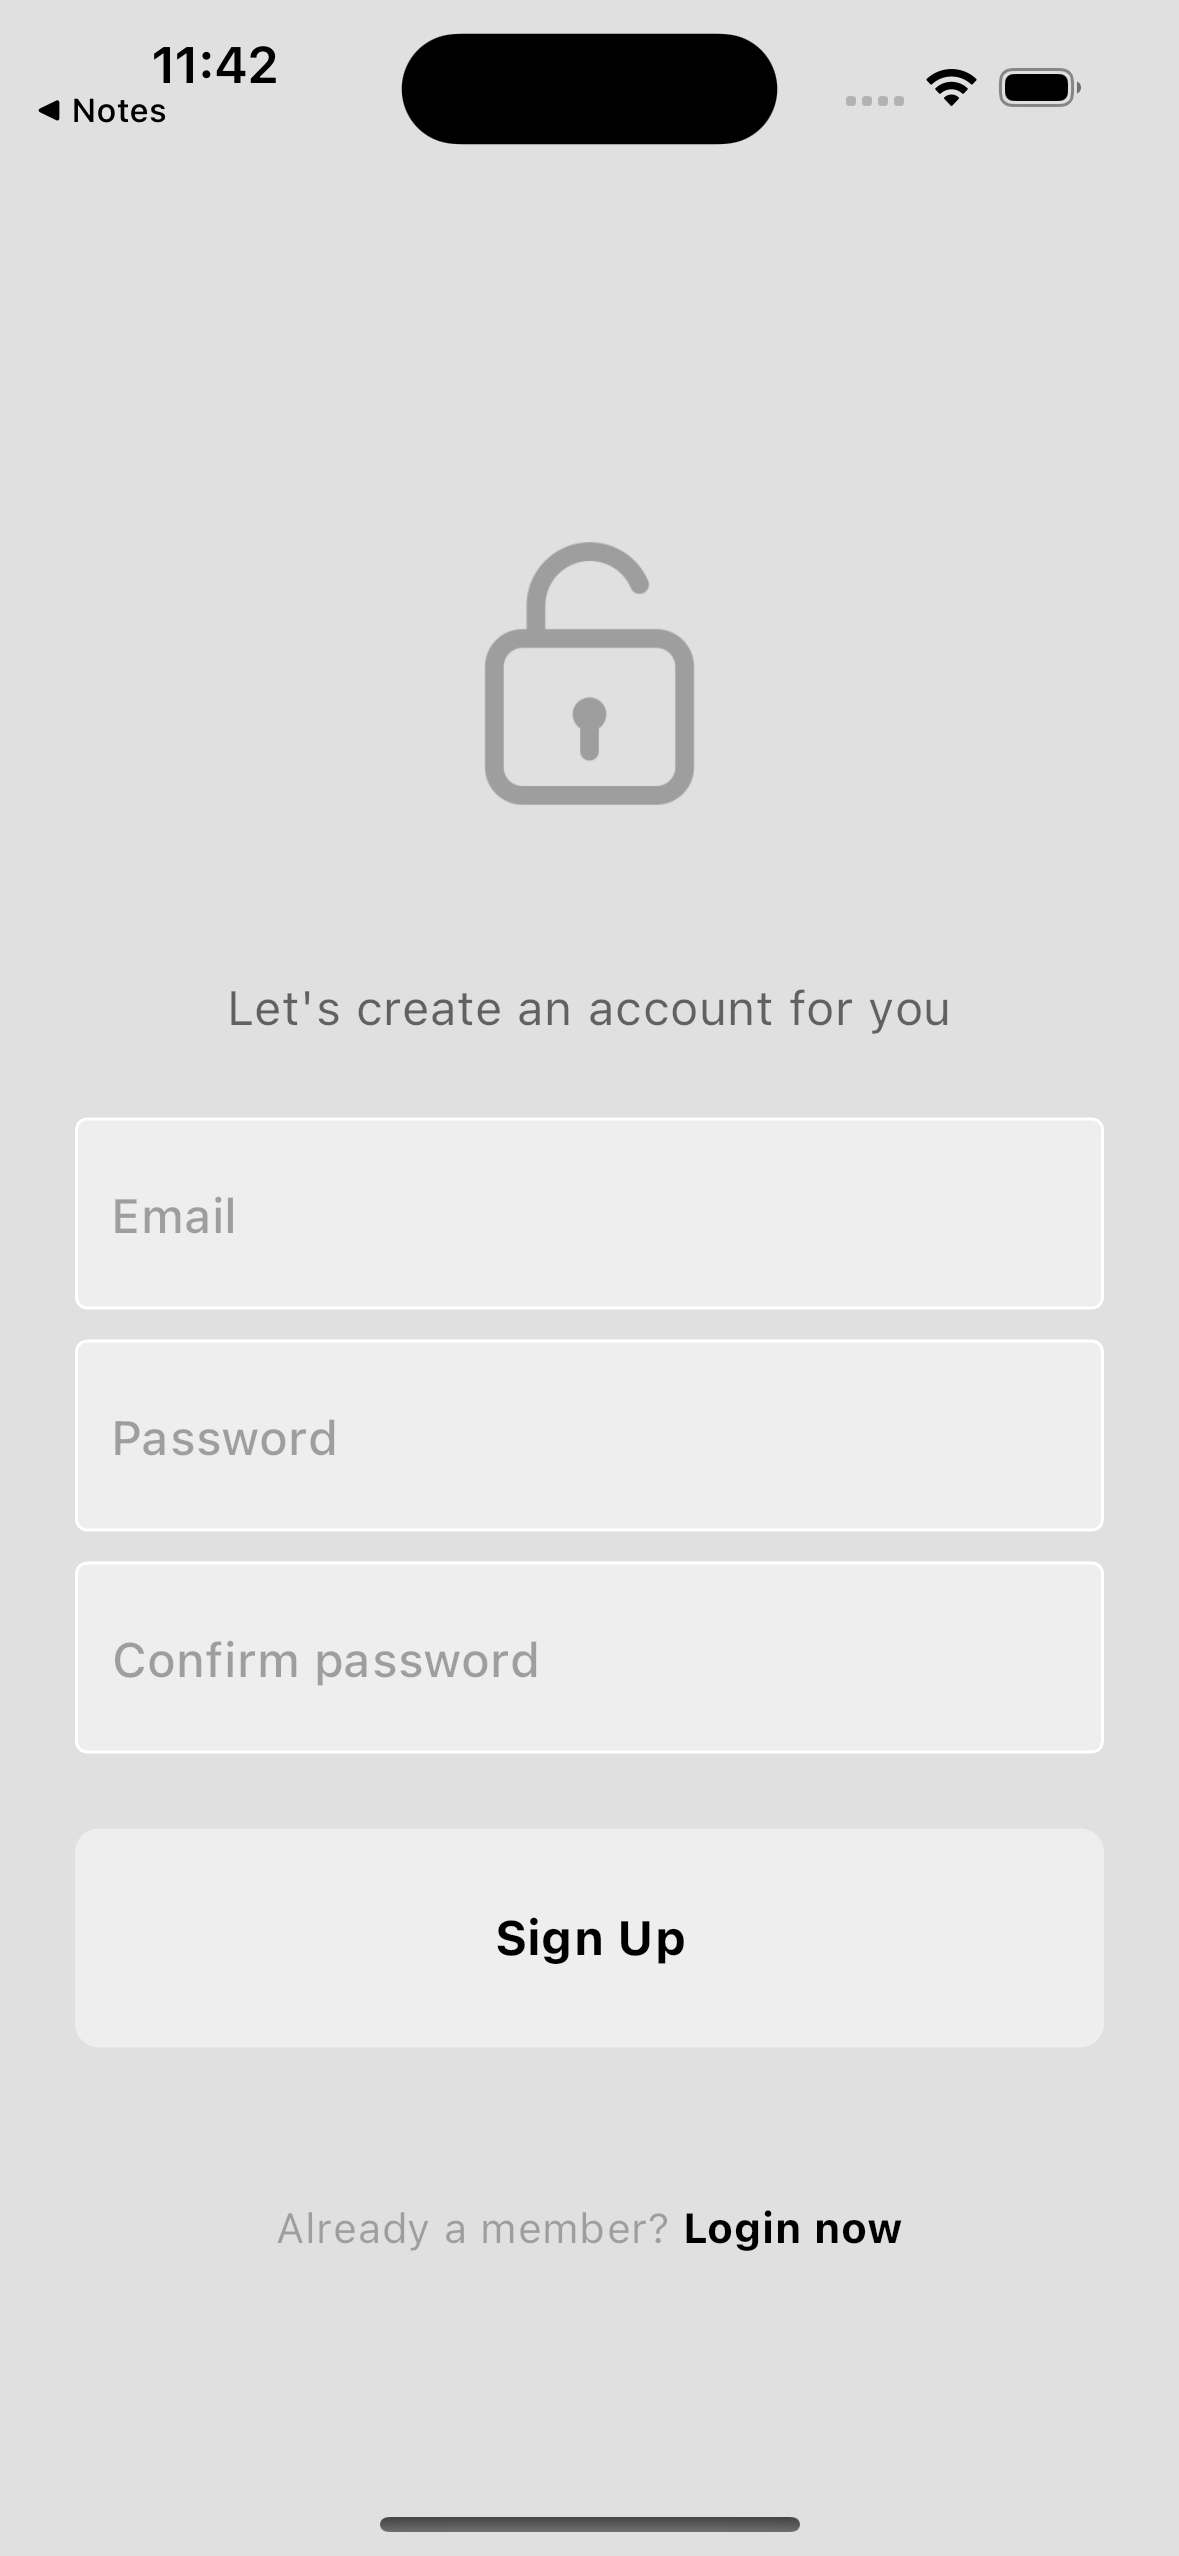 11:42
Notes
Let's create an account for you
Email
Password
Confirm password
Sign Up
Already a member? Login now